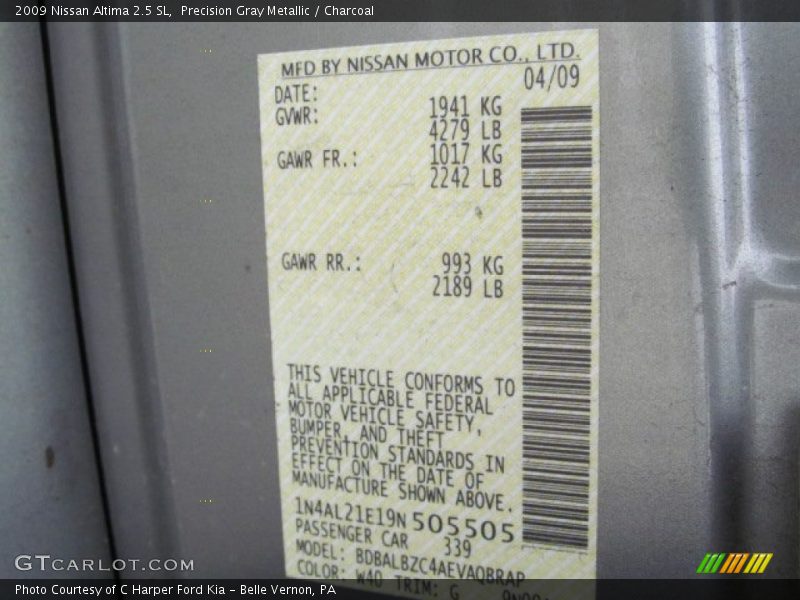 2009 Nissan Altima 2.5 SL, Precision Gray Metallic / Charcoal
MFD BY NISSAN MOTOR CO., LTD.
DATE: 04/09
GVWR: 1941 KG
4279 LB
GAWR FR.: 1017 KG
2242 LB
GAWR RR.: 993 KG
2189 LB
THIS VEHICLE CONFORMS TO
ALL APPLICABLE FEDERAL
MOTOR VEHICLE SAFETY,
BUMPER, AND THEFT
PREVENTION STANDARDS IN
EFFECT ON THE DATE OF
MANUFACTURE SHOWN ABOVE.
1N4AL21E19N505505
PASSENGER CAR 339
MODEL: BDBALBZC4AEVAQBRAP
COLOR: W40 TRIM: G
GTCARLOT.COM
Photo Courtesy of C Harper Ford Kia - Belle Vernon, PA